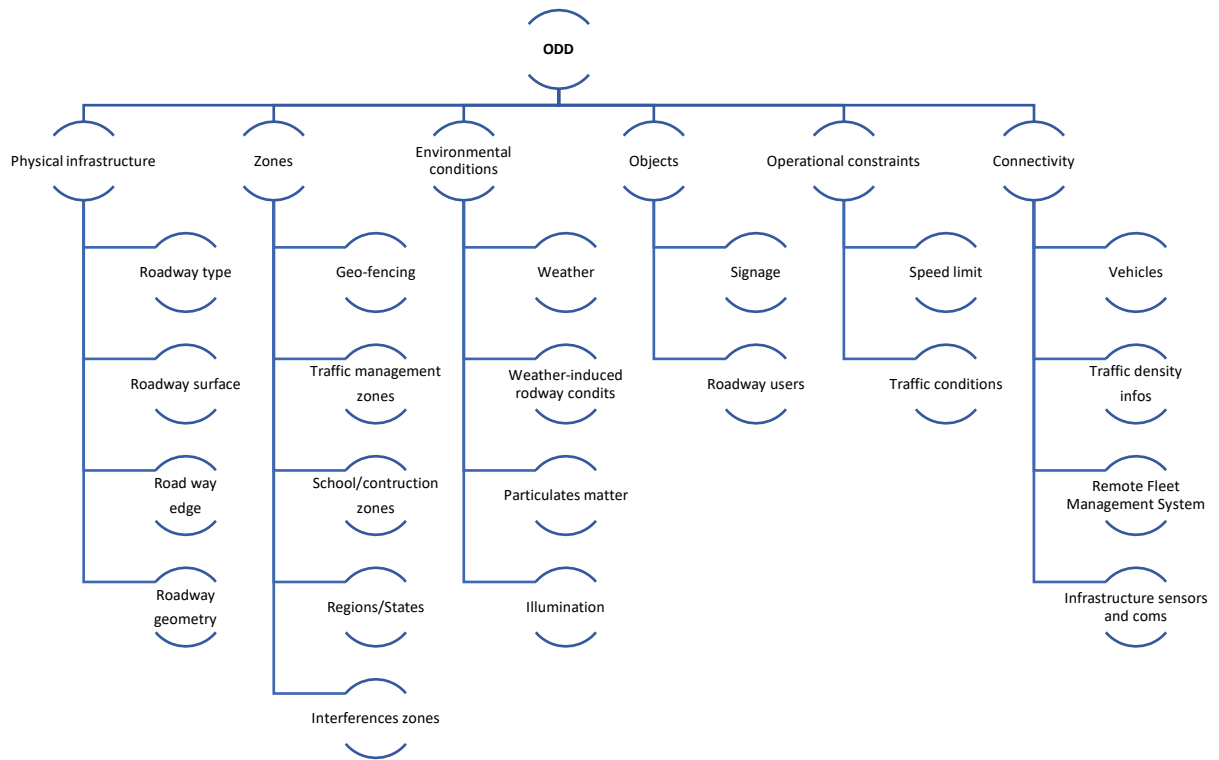 ODD
Physical infrastructure
Zones
Environmental
conditions
Objects
Operational constraints
Connectivity
Roadway type
Roadway surface
Road way
edge
Roadway
geometry
Geo-fencing
Traffic management
zones
School/contruction
zones
Regions/States
Interferences zones
Weather
Weather-induced
rodway condits
Particulates matter
Illumination
Signage
Roadway users
Speed limit
Traffic conditions
Vehicles
Traffic density
infos
Remote Fleet
Management System
Infrastructure sensors
and coms